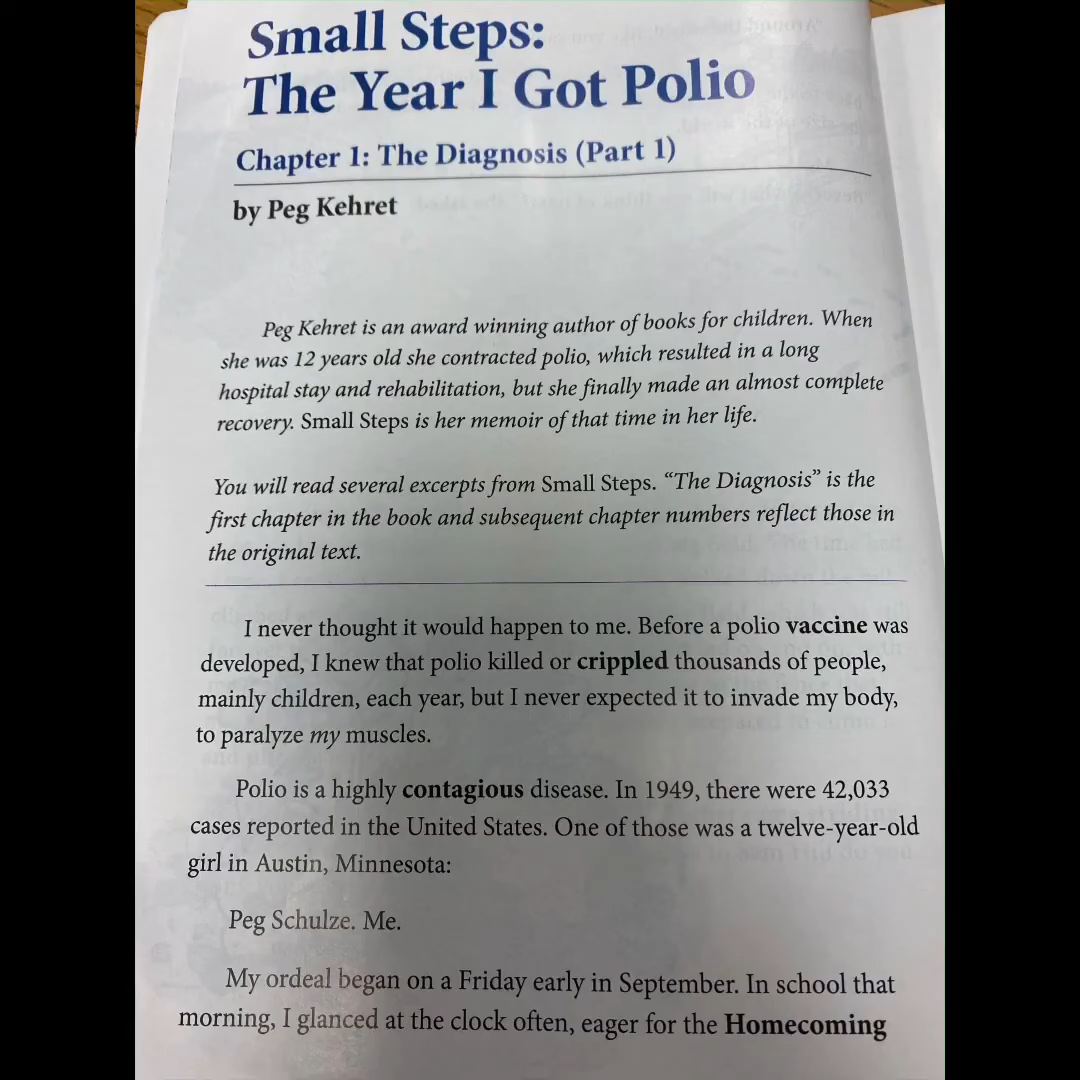 Small Steps:
The Year I Got Polio
Chapter 1: The Diagnosis (Part 1)
by Peg Kehret
Peg Kehret is an award winning author of books for children. When
she was 12 years old she contracted polio, which resulted in a long
hospital stay and rehabilitation, but she finally made an almost complete
recovery. Small Steps is her memoir of that time in her life.
You will read several excerpts from Small Steps. “The Diagnosis” is the
first chapter in the book and subsequent chapter numbers reflect those in
the original text.
I never thought it would happen to me. Before a polio vaccine was
developed, I knew that polio killed or crippled thousands of people,
mainly children, each year, but I never expected it to invade my body,
to paralyze my muscles.
Polio is a highly contagious disease. In 1949, there were 42,033
cases reported in the United States. One of those was a twelve-year-old
girl in Austin, Minnesota:
Peg Schulze. Me.
My ordeal began on a Friday early in September. In school that
morning, I glanced at the clock often, eager for the Homecoming